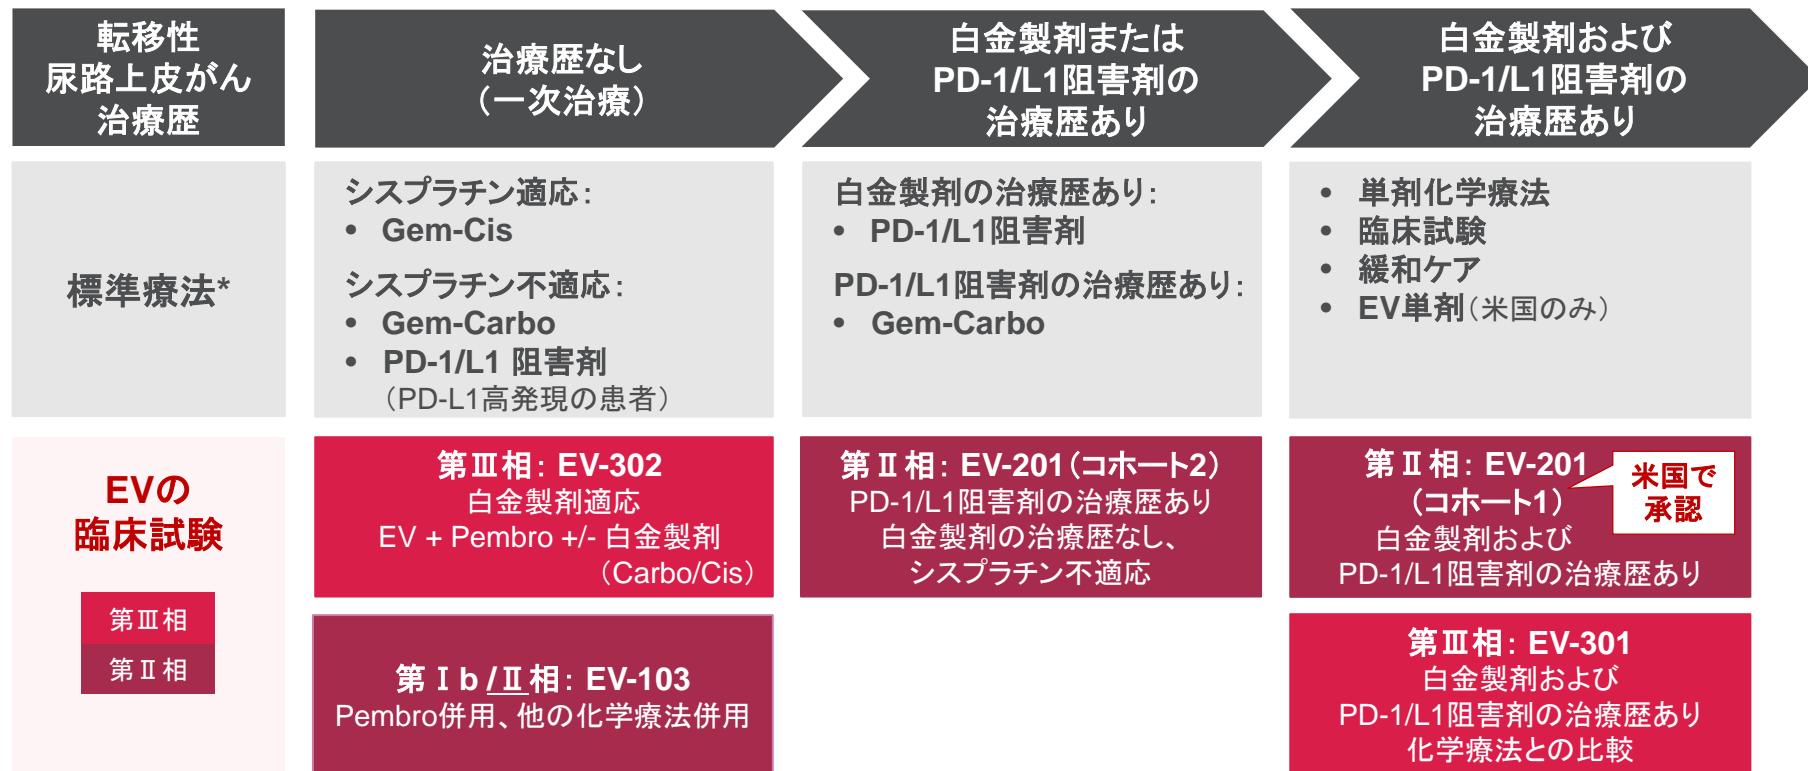 転移性
尿路上皮がん
治療歴
治療歴なし
（一次治療）
白金製剤または
PD-1/L1阻害剤の
治療歴あり
白金製剤および
PD-1/L1阻害剤の
治療歴あり
標準療法*
シスプラチン適応：
• Gem-Cis
シスプラチン不適応：
• Gem-Carbo
• PD-1/L1 阻害剤
（PD-L1高発現の患者）
白金製剤の治療歴あり：
• PD-1/L1阻害剤
PD-1/L1阻害剤の治療歴あり：
• Gem-Carbo
• 単剤化学療法
• 臨床試験
• 緩和ケア
• EV単剤（米国のみ）
EVの
臨床試験
第Ⅲ相
第Ⅱ相
第Ⅲ相： EV-302
白金製剤適応
EV + Pembro +/- 白金製剤
（Carbo/Cis）
第Ⅰb/Ⅱ相： EV-103
Pembro併用、他の化学療法併用
第Ⅱ相： EV-201（コホート2）
PD-1/L1阻害剤の治療歴あり
白金製剤の治療歴なし、
シスプラチン不適応
第Ⅱ相： EV-201
（コホート1）
白金製剤および
PD-1/L1阻害剤の治療歴あり
米国で
承認
第Ⅲ相： EV-301
白金製剤および
PD-1/L1阻害剤の治療歴あり
化学療法との比較